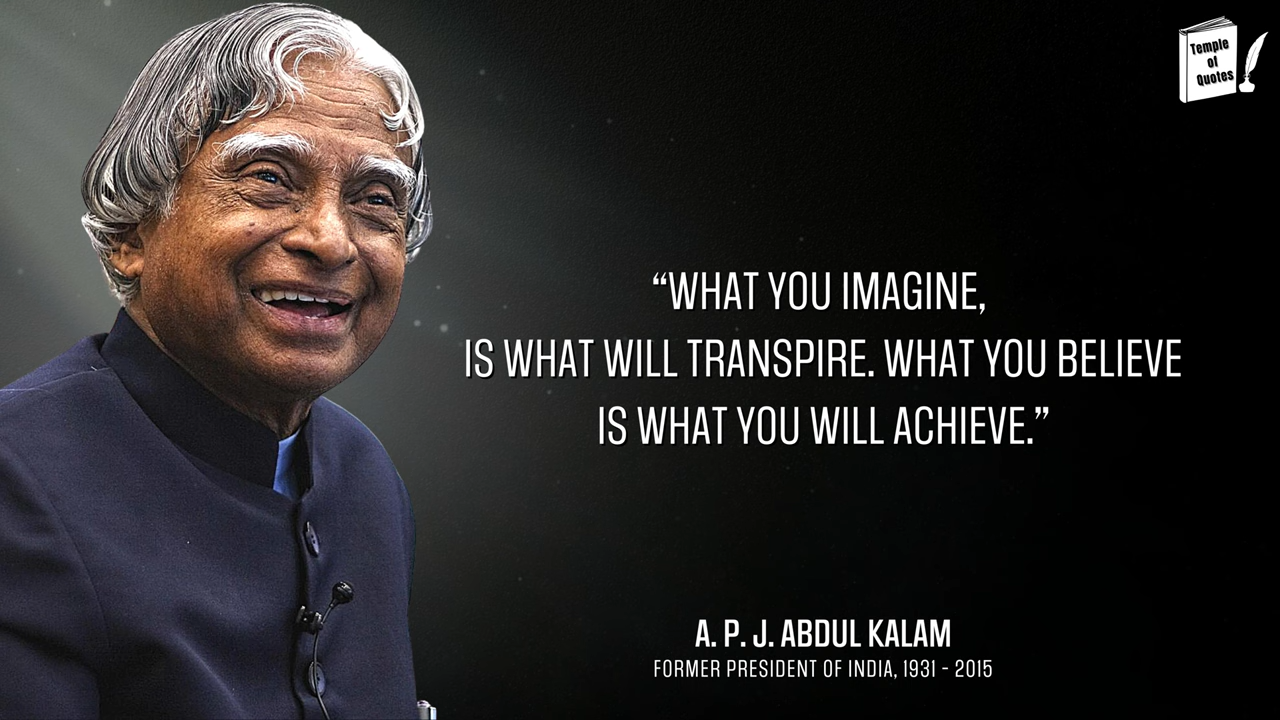 Temple
of
Quotes
“WHAT YOU IMAGINE,
IS WHAT WILL TRANSPIRE. WHAT YOU BELIEVE
IS WHAT YOU WILL ACHIEVE.”
A. P. J. ABDUL KALAM
FORMER PRESIDENT OF INDIA, 1931 - 2015